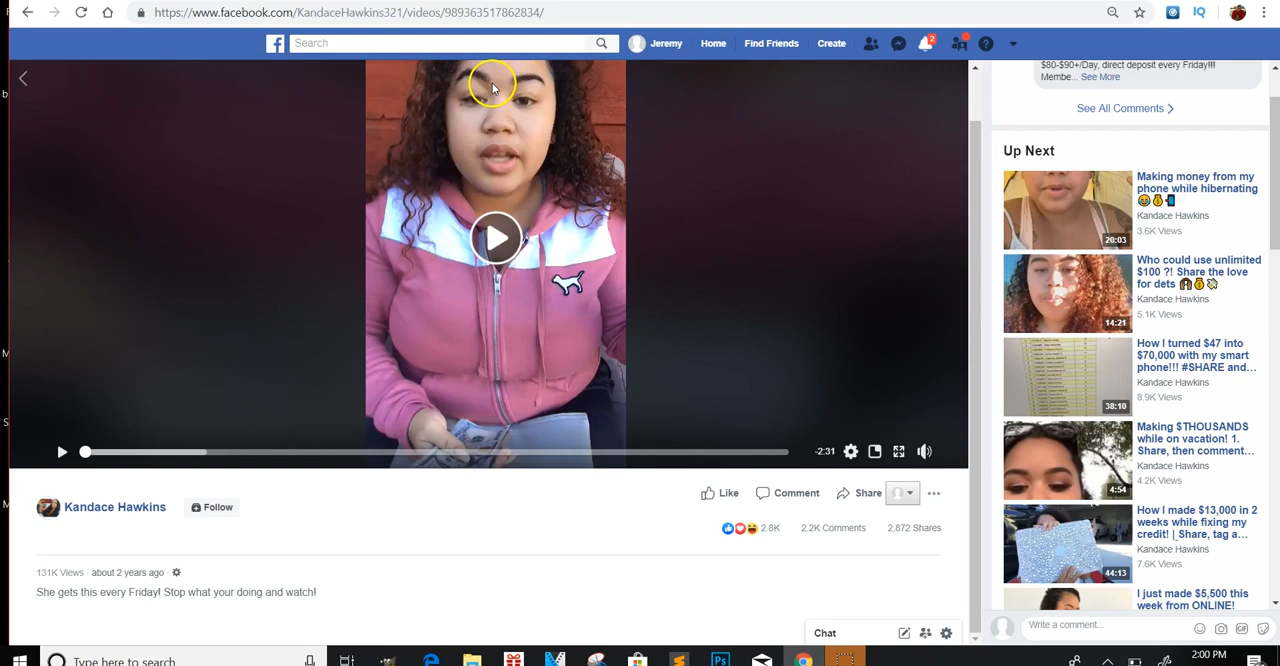 https://www.facebook.com/KandaceHawkins321/videos/989363517862834/
IQ
Search
Jeremy
Home
Find Friends
Create
2
$80-$90+/Day, direct deposit every Friday!!!
Membe... See More
See All Comments
Up Next
Making money from my
phone while hibernating
Kandace Hawkins
3.6K Views
20:03
Who could use unlimited
$100 ?! Share the love
for dets
Kandace Hawkins
5.1K Views
14:21
How I turned $47 into
$70,000 with my smart
phone!!! #SHARE and...
Kandace Hawkins
8.9K Views
38:10
Making $THOUSANDS
while on vacation! 1.
Share, then comment...
Kandace Hawkins
4.2K Views
4:54
How I made $13,000 in 2
weeks while fixing my
credit! | Share, tag a...
Kandace Hawkins
7.6K Views
44:13
I just made $5,500 this
week from ONLINE!
-2:31
Kandace Hawkins
Follow
Like
Comment
Share
2.8K
2.2K Comments
2,872 Shares
131K Views · about 2 years ago
She gets this every Friday! Stop what your doing and watch!
Chat
Write a comment...
Type here to search
Ps
2:00 PM